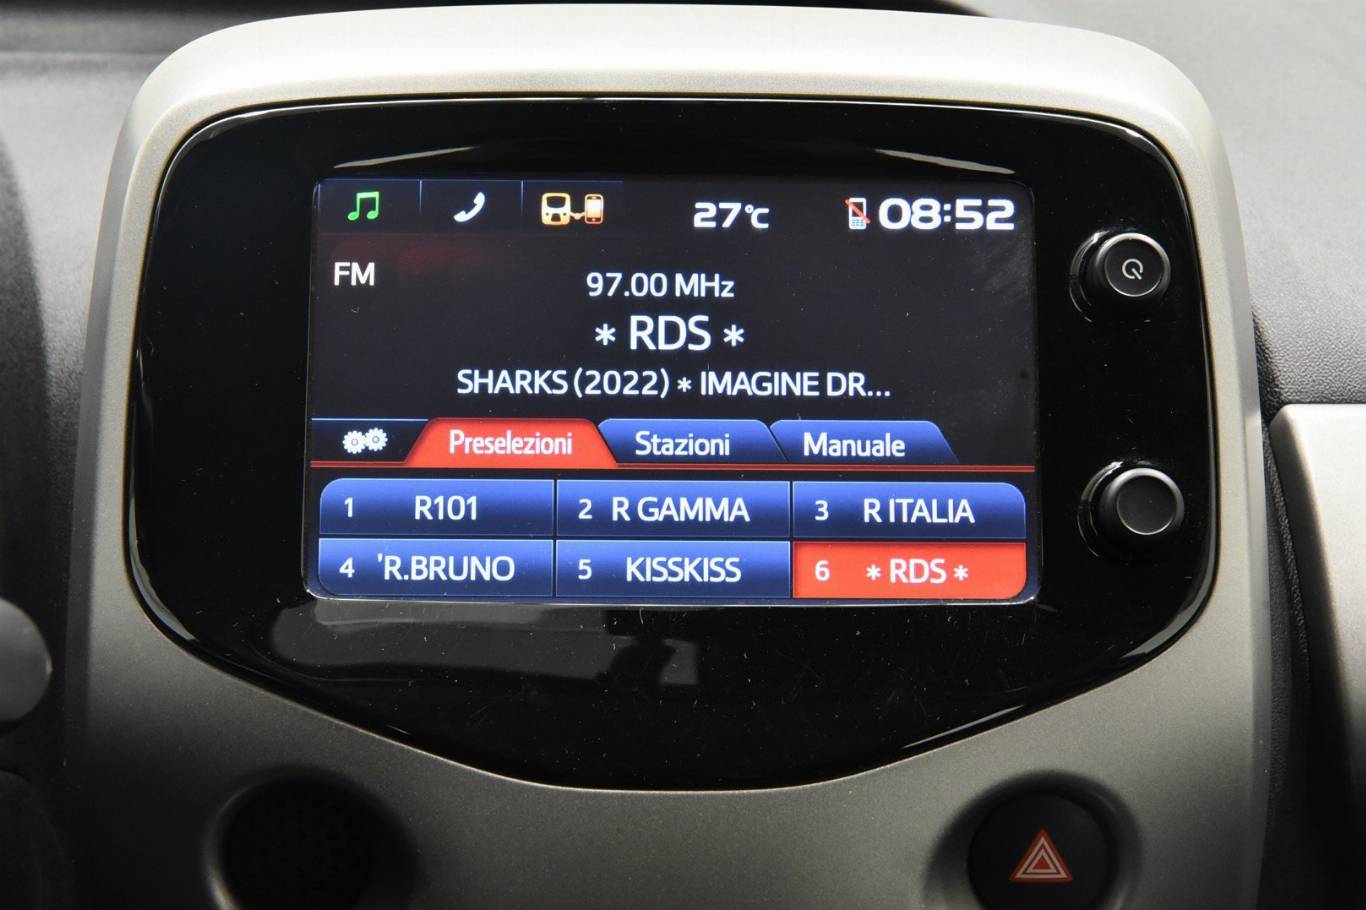 27°C 08:52
FM
97.00 MHz
* RDS *
SHARKS (2022) * IMAGINE DR...
Preselezioni Stazioni Manuale
1 R101 2 R GAMMA 3 R ITALIA
4 'R.BRUNO 5 KISSKISS 6 * RDS *